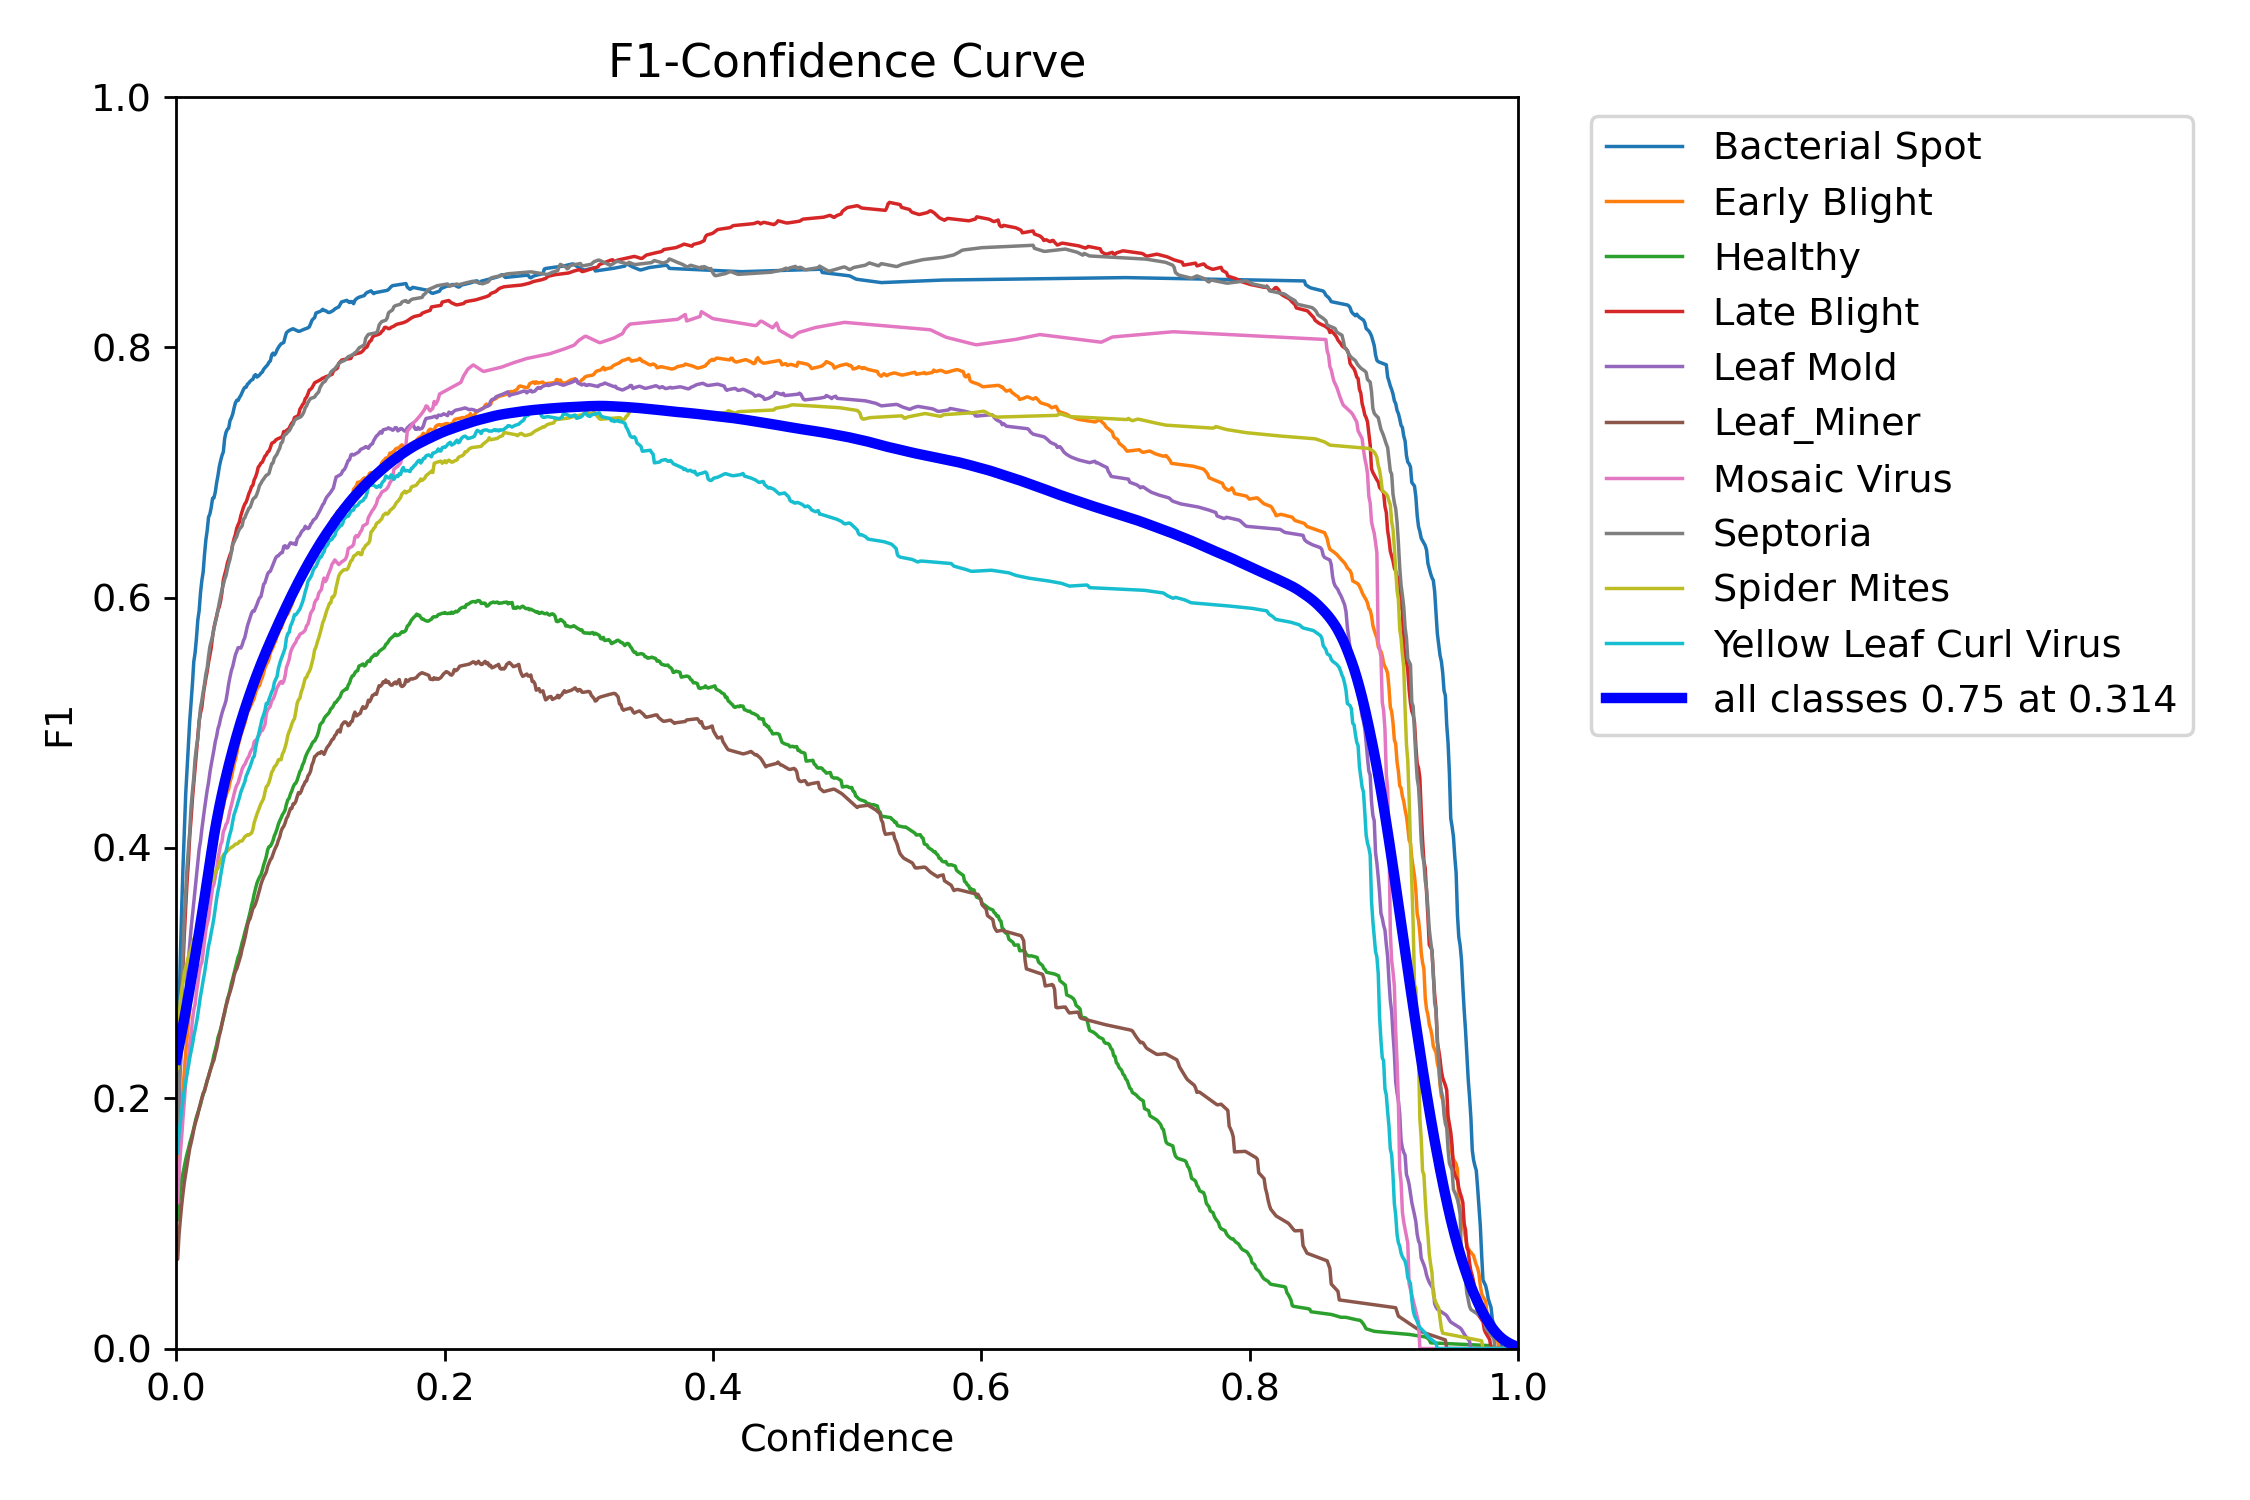 F1-Confidence Curve
1.0
0.8
0.6
0.4
0.2
0.0
F1
0.0 0.2 0.4 0.6 0.8 1.0
Confidence
Bacterial Spot
Early Blight
Healthy
Late Blight
Leaf Mold
Leaf_Miner
Mosaic Virus
Septoria
Spider Mites
Yellow Leaf Curl Virus
all classes 0.75 at 0.314